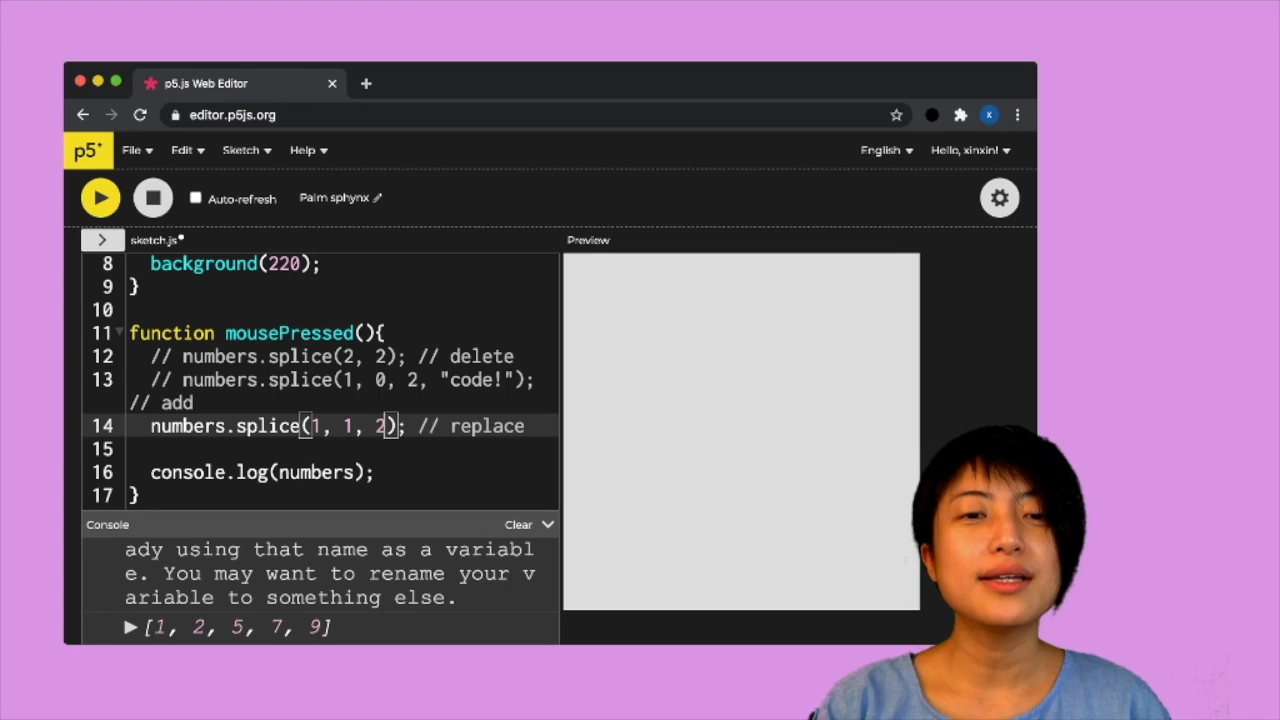 p5.js Web Editor
editor.p5js.org
x
p5* File Edit Sketch Help English Hello, xinxin!
Auto-refresh Palm sphynx
sketch.js Preview
8 background(220);
9 }
10
11 function mousePressed(){
12 // numbers.splice(2, 2); // delete
13 // numbers.splice(1, 0, 2, "code!");
// add
14 numbers.splice(1, 1, 2); // replace
15
16 console.log(numbers);
17 }
Console Clear
ady using that name as a variabl
e. You may want to rename your v
ariable to something else.
[1, 2, 5, 7, 9]